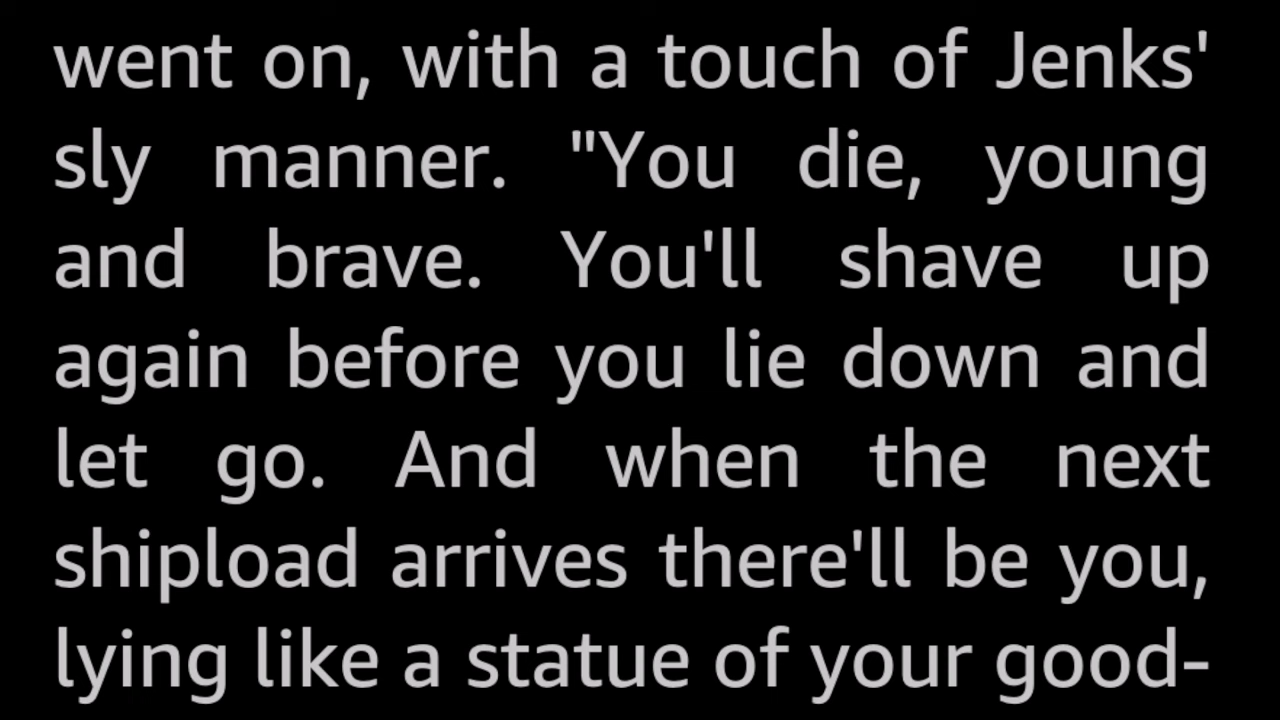 went on, with a touch of Jenks'
sly manner. "You die, young
and brave. You'll shave up
again before you lie down and
let go. And when the next
shipload arrives there'll be you,
lying like a statue of your good-